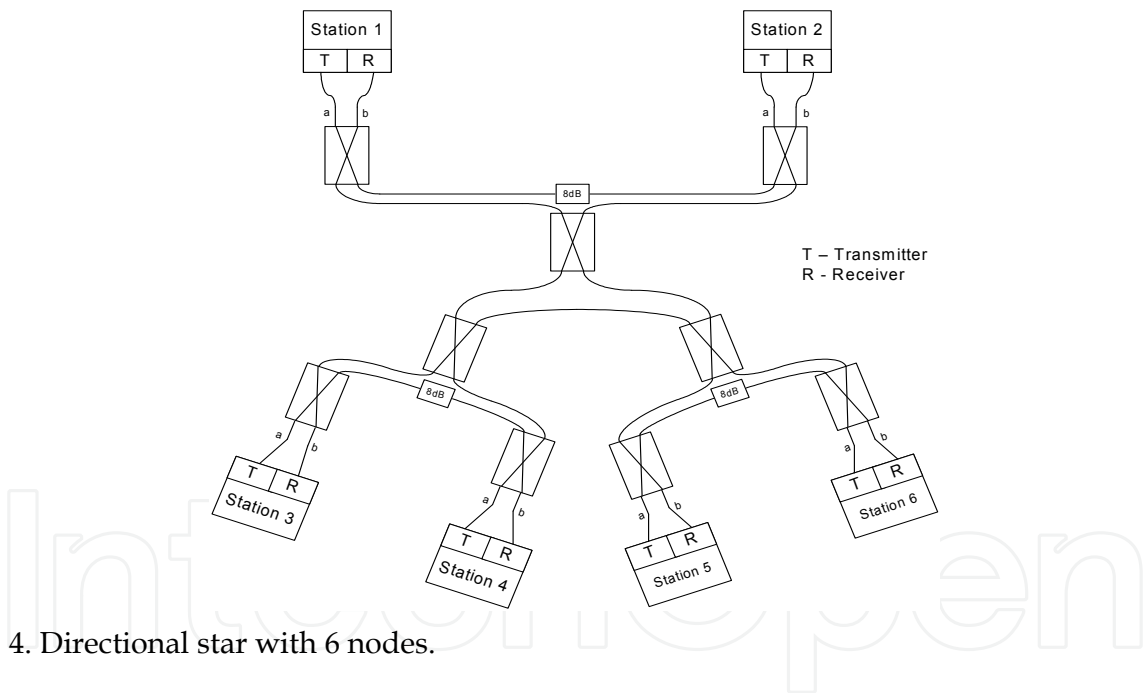 Station 1
T R
a b
Station 2
T R
a b
8dB
T – Transmitter
R - Receiver
8dB
8dB
a b
T R
Station 3
a b
T R
Station 4
a b
T R
Station 5
a b
T R
Station 6
IntechOpen
4. Directional star with 6 nodes.